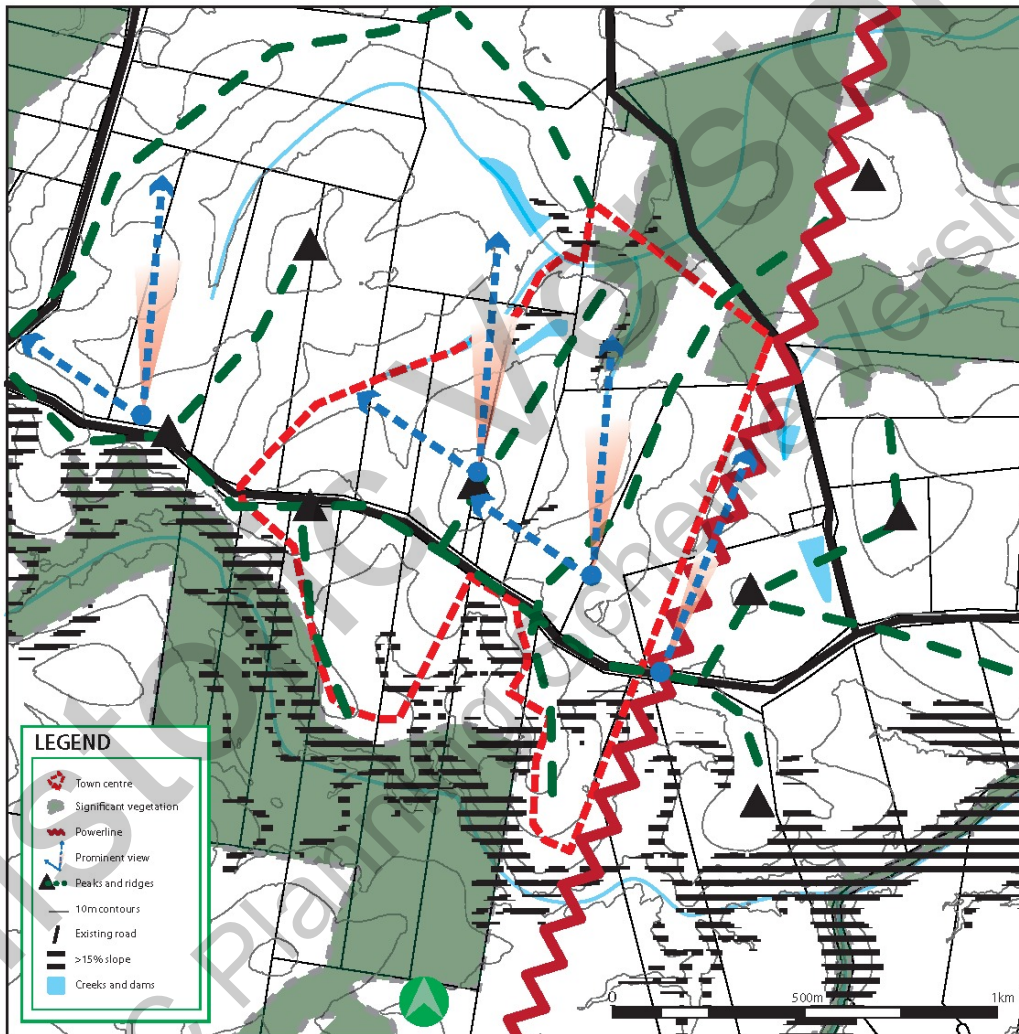 LEGEND
Town centre
Significant vegetation
Powerline
Prominent view
Peaks and ridges
10m contours
Existing road
>15% slope
Creeks and dams
0 500m 1km